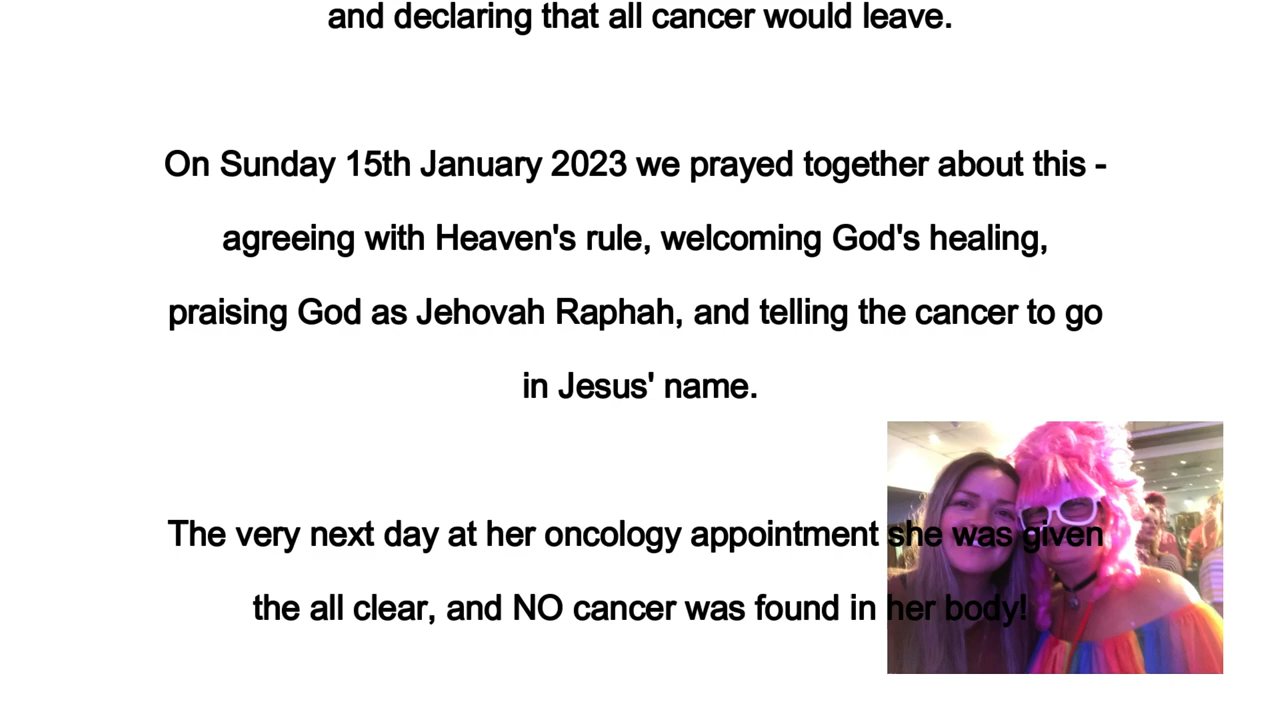 and declaring that all cancer would leave.
On Sunday 15th January 2023 we prayed together about this -
agreeing with Heaven's rule, welcoming God's healing,
praising God as Jehovah Raphah, and telling the cancer to go
in Jesus' name.
The very next day at her oncology appointment she was given
the all clear, and NO cancer was found in her body!